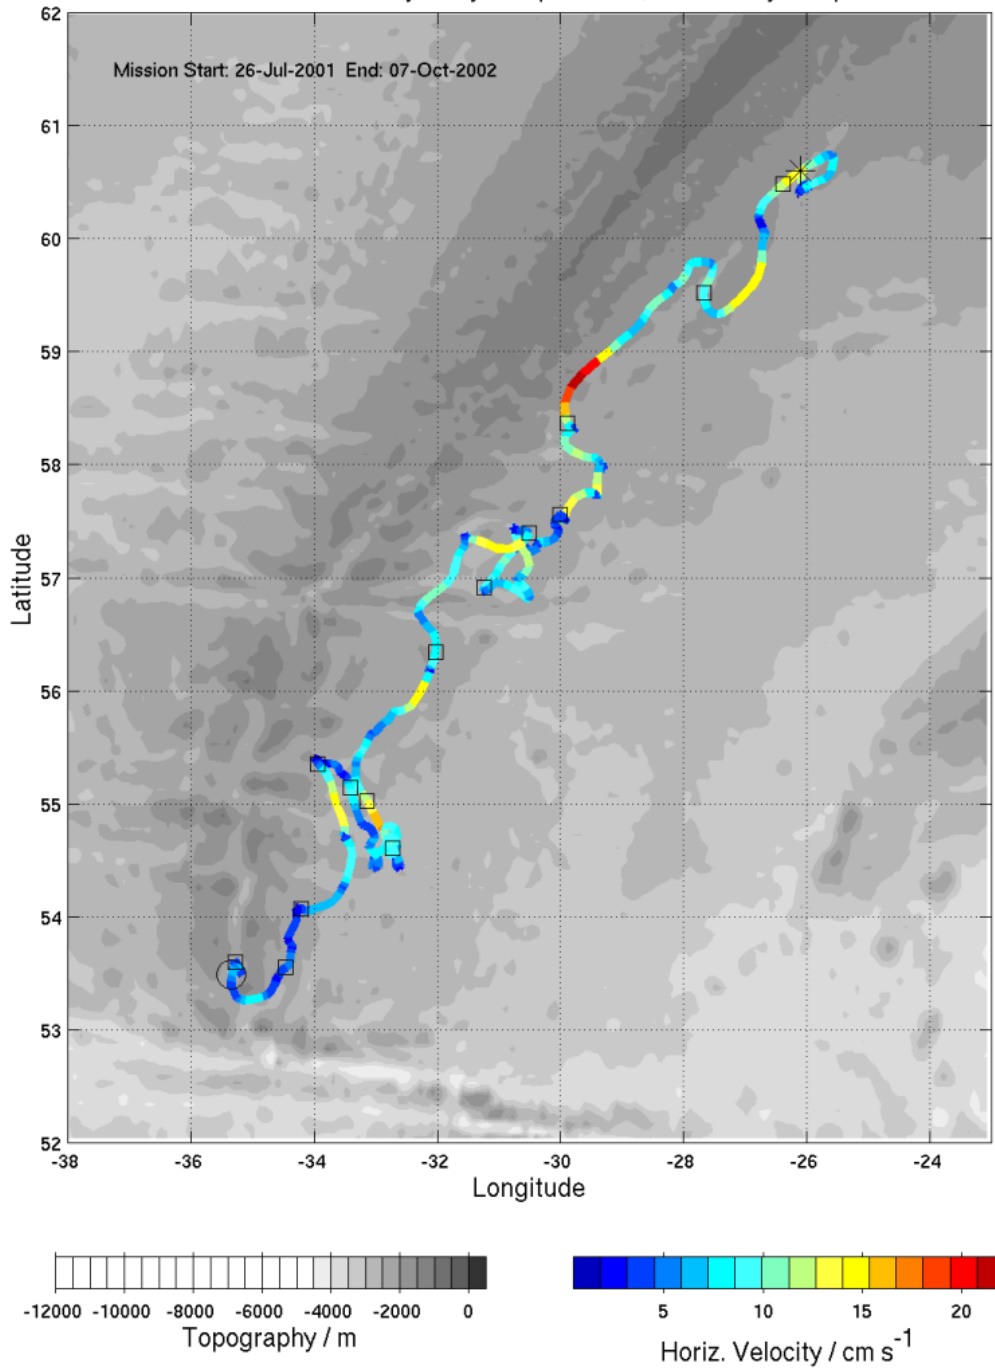 Mission Start: 26-Jul-2001 End: 07-Oct-2002
62
61
60
59
58
57
56
55
54
53
52
Latitude
-38 -36 -34 -32 -30 -28 -26 -24
Longitude
-12000 -10000 -8000 -6000 -4000 -2000 0
Topography / m
5 10 15 20
Horiz. Velocity / cm s-1